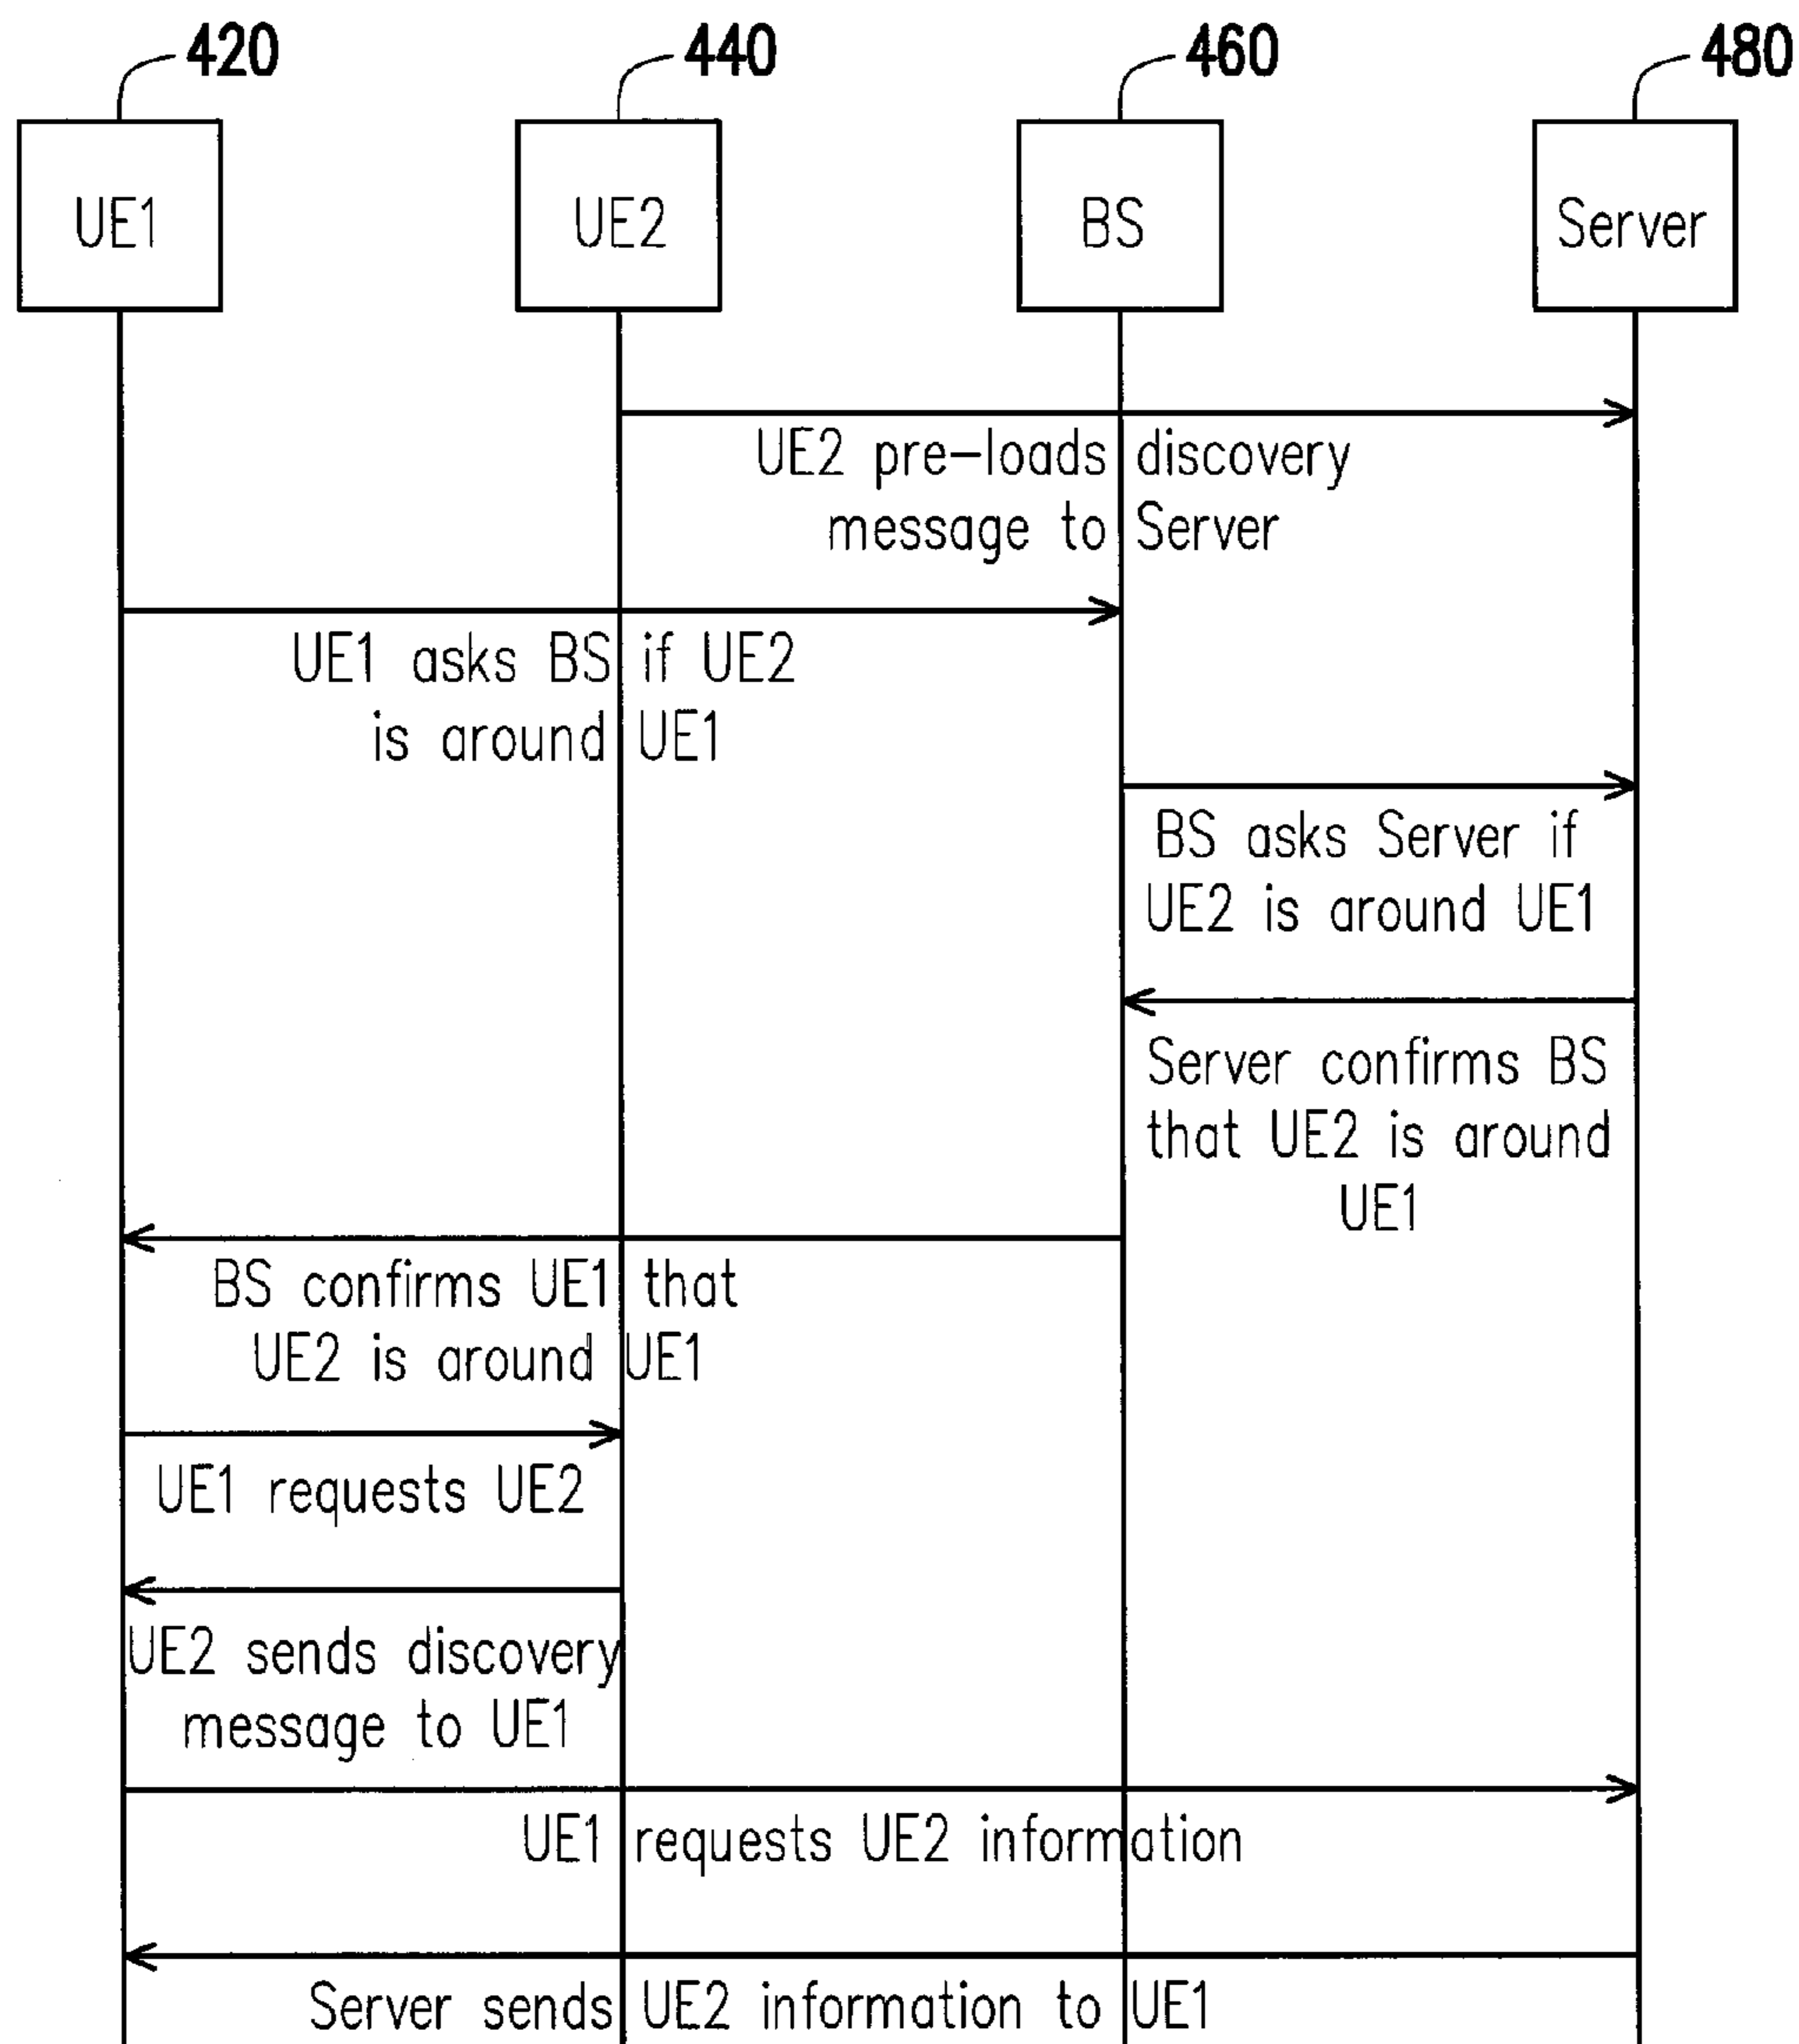 420
440
460
480
UE1
UE2
BS
Server
UE2 pre-loads discovery
message to Server
UE1 asks BS if UE2
is around UE1
BS asks Server if
UE2 is around UE1
Server confirms BS
that UE2 is around
UE1
BS confirms UE1 that
UE2 is around UE1
UE1 requests UE2
UE2 sends discovery
message to UE1
UE1 requests UE2 information
Server sends UE2 information to UE1